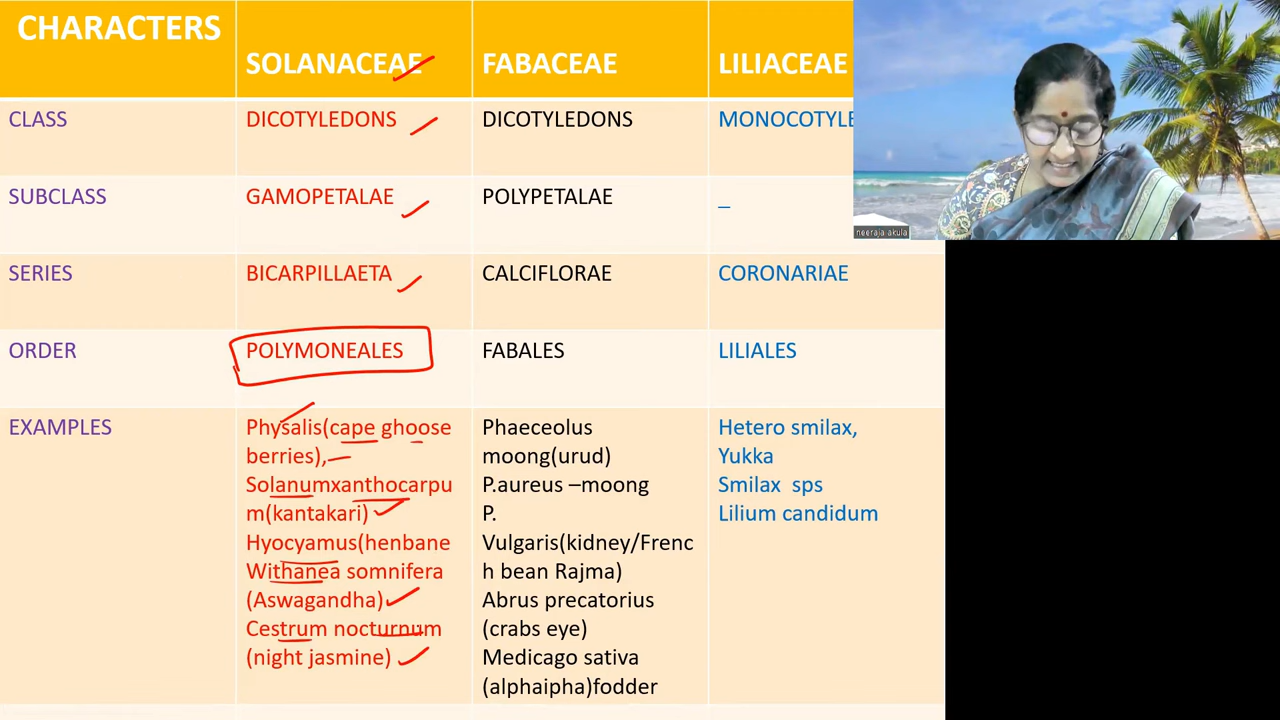 CHARACTERS
SOLANACEAE
FABACEAE
LILIACEAE
CLASS
DICOTYLEDONS
DICOTYLEDONS
MONOCOTYLE
SUBCLASS
GAMOPETALAE
POLYPETALAE
_
SERIES
BICARPILLAETA
CALCIFLORAE
CORONARIAE
ORDER
POLYMONEALES
FABALES
LILIALES
EXAMPLES
Physalis(cape ghoose
berries),
Solanumxanthocarpu
m(kantakari)
Hyocyamus(henbane
Withanea somnifera
(Aswagandha)
Cestrum nocturnum
(night jasmine)
Phaeceolus
moong(urud)
P.aureus –moong
P.
Vulgaris(kidney/Frenc
h bean Rajma)
Abrus precatorius
(crabs eye)
Medicago sativa
(alphaipha)fodder
Hetero smilax,
Yukka
Smilax sps
Lilium candidum
neeraja akula